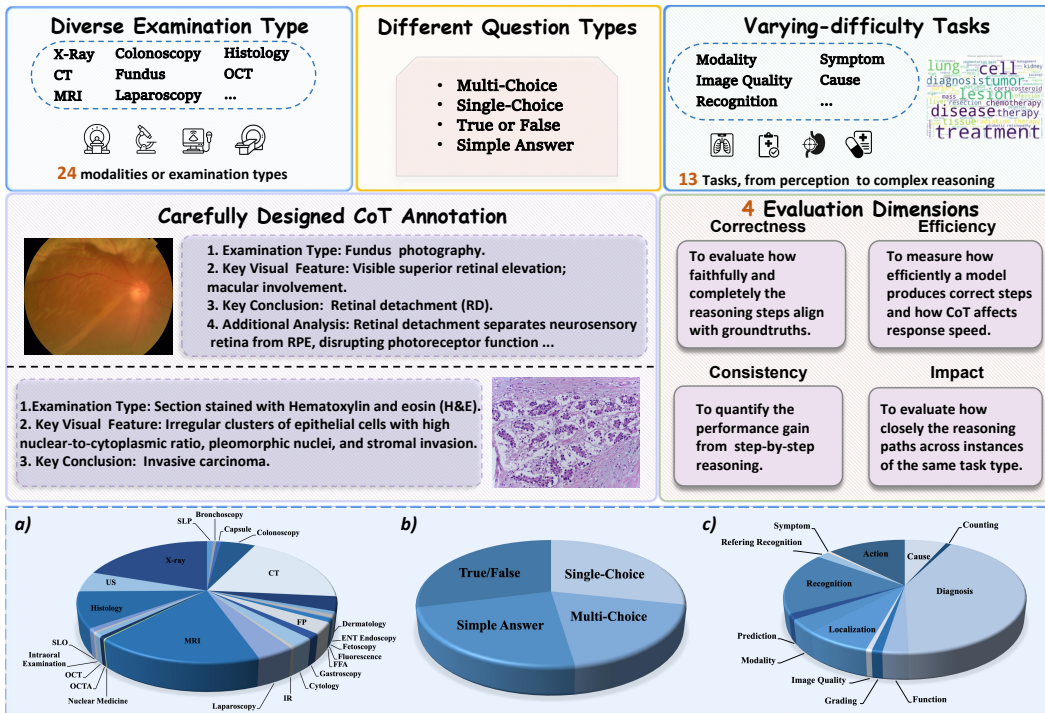 Diverse Examination Type
X-Ray Colonoscopy Histology
CT Fundus OCT
MRI Laparoscopy ...
24 modalities or examination types
Different Question Types
• Multi-Choice
• Single-Choice
• True or False
• Simple Answer
Varying-difficulty Tasks
Modality Symptom
Image Quality Cause
Recognition ...
lung cell
kidney
diagnosis tumor
corticosteroid
mass lesion
resection chemotherapy
disease therapy
tissue
treatment
13 Tasks, from perception to complex reasoning
Carefully Designed CoT Annotation
1. Examination Type: Fundus photography.
2. Key Visual Feature: Visible superior retinal elevation;
macular involvement.
3. Key Conclusion: Retinal detachment (RD).
4. Additional Analysis: Retinal detachment separates neurosensory
retina from RPE, disrupting photoreceptor function ...
1.Examination Type: Section stained with Hematoxylin and eosin (H&E).
2. Key Visual Feature: Irregular clusters of epithelial cells with high
nuclear-to-cytoplasmic ratio, pleomorphic nuclei, and stromal invasion.
3. Key Conclusion: Invasive carcinoma.
4 Evaluation Dimensions
Correctness
To evaluate how
faithfully and
completely the
reasoning steps align
with groundtruths.
Efficiency
To measure how
efficiently a model
produces correct steps
and how CoT affects
response speed.
Consistency
To quantify the
performance gain
from step-by-step
reasoning.
Impact
To evaluate how
closely the reasoning
paths across instances
of the same task type.
a)
Bronchoscopy
SLP
Capsule
Colonoscopy
X-ray
CT
US
Histology
MRI
FP
Dermatology
ENT Endoscopy
Fetoscopy
Fluorescence
FFA
Gastroscopy
Cytology
IR
Laparoscopy
SLO
Intraoral
Examination
OCT
OCTA
Nuclear Medicine
b)
True/False
Single-Choice
Simple Answer
Multi-Choice
c)
Symptom
Refering Recognition
Counting
Action
Cause
Recognition
Diagnosis
Localization
Prediction
Modality
Image Quality
Grading
Function